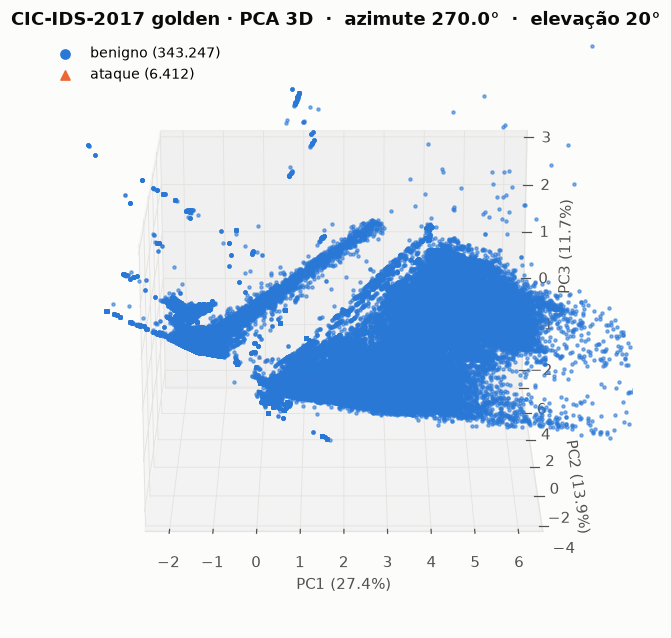 CIC-IDS-2017 golden · PCA 3D · azimute 270.0° · elevação 20°
benigno (343.247)
ataque (6.412)
3
2
1
0
−2
4
2
0
−2
−4
PC3 (11.7%)
PC2 (13.9%)
−2 −1 0 1 2 3 4 5 6
PC1 (27.4%)